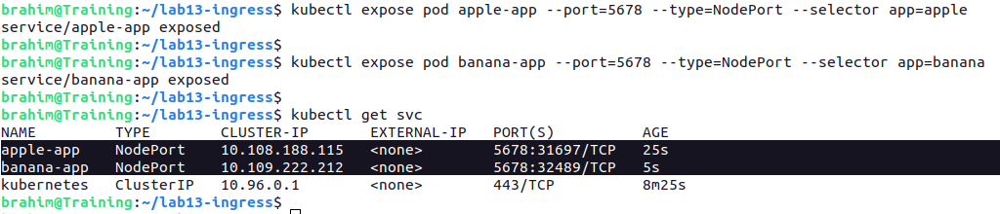 brahim@Training:~/lab13-ingress$ kubectl expose pod apple-app --port=5678 --type=NodePort --selector app=apple
service/apple-app exposed
brahim@Training:~/lab13-ingress$
brahim@Training:~/lab13-ingress$ kubectl expose pod banana-app --port=5678 --type=NodePort --selector app=banana
service/banana-app exposed
brahim@Training:~/lab13-ingress$
brahim@Training:~/lab13-ingress$ kubectl get svc
NAME         TYPE        CLUSTER-IP       EXTERNAL-IP   PORT(S)          AGE
apple-app    NodePort    10.108.188.115   <none>        5678:31697/TCP   25s
banana-app   NodePort    10.109.222.212   <none>        5678:32489/TCP   5s
kubernetes   ClusterIP   10.96.0.1        <none>        443/TCP          8m25s
brahim@Training:~/lab13-ingress$